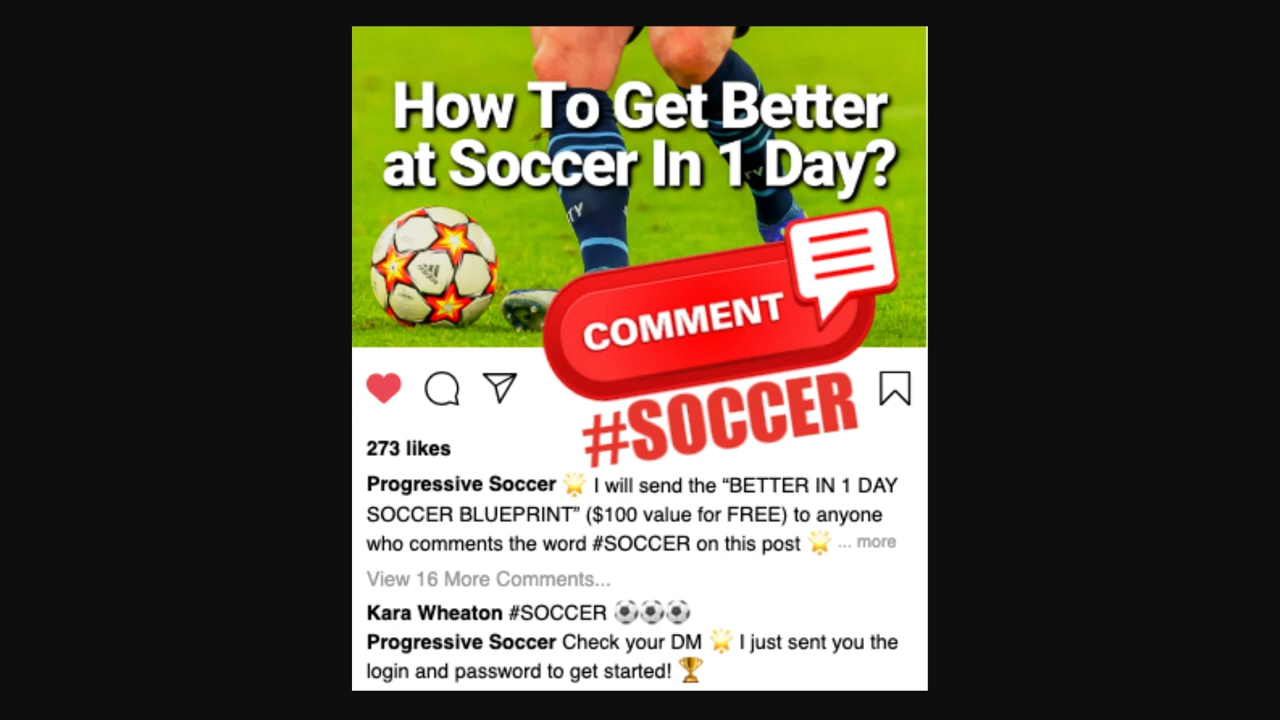 How To Get Better
at Soccer In 1 Day?
TY
TY
adidas
COMMENT
#SOCCER
273 likes
Progressive Soccer 🌟 I will send the “BETTER IN 1 DAY
SOCCER BLUEPRINT” ($100 value for FREE) to anyone
who comments the word #SOCCER on this post 🌟 ... more
View 16 More Comments...
Kara Wheaton #SOCCER ⚽⚽⚽
Progressive Soccer Check your DM 🌟 I just sent you the
login and password to get started! 🏆